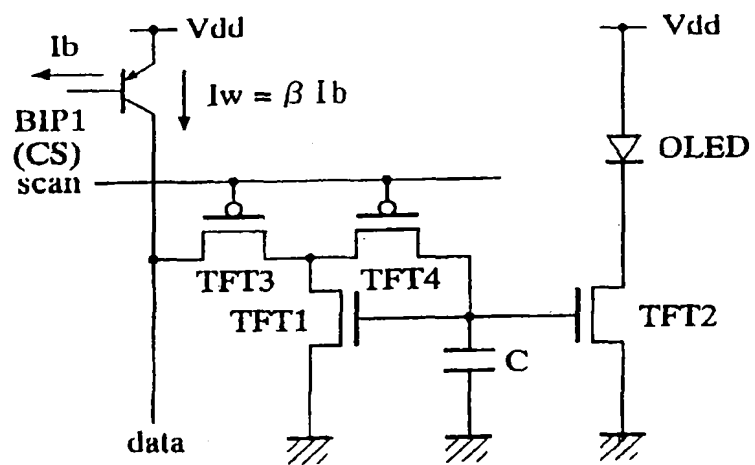 Vdd
Vdd
Ib
Iw = β Ib
BIP1
(CS)
scan
OLED
TFT3
TFT4
TFT1
TFT2
C
data